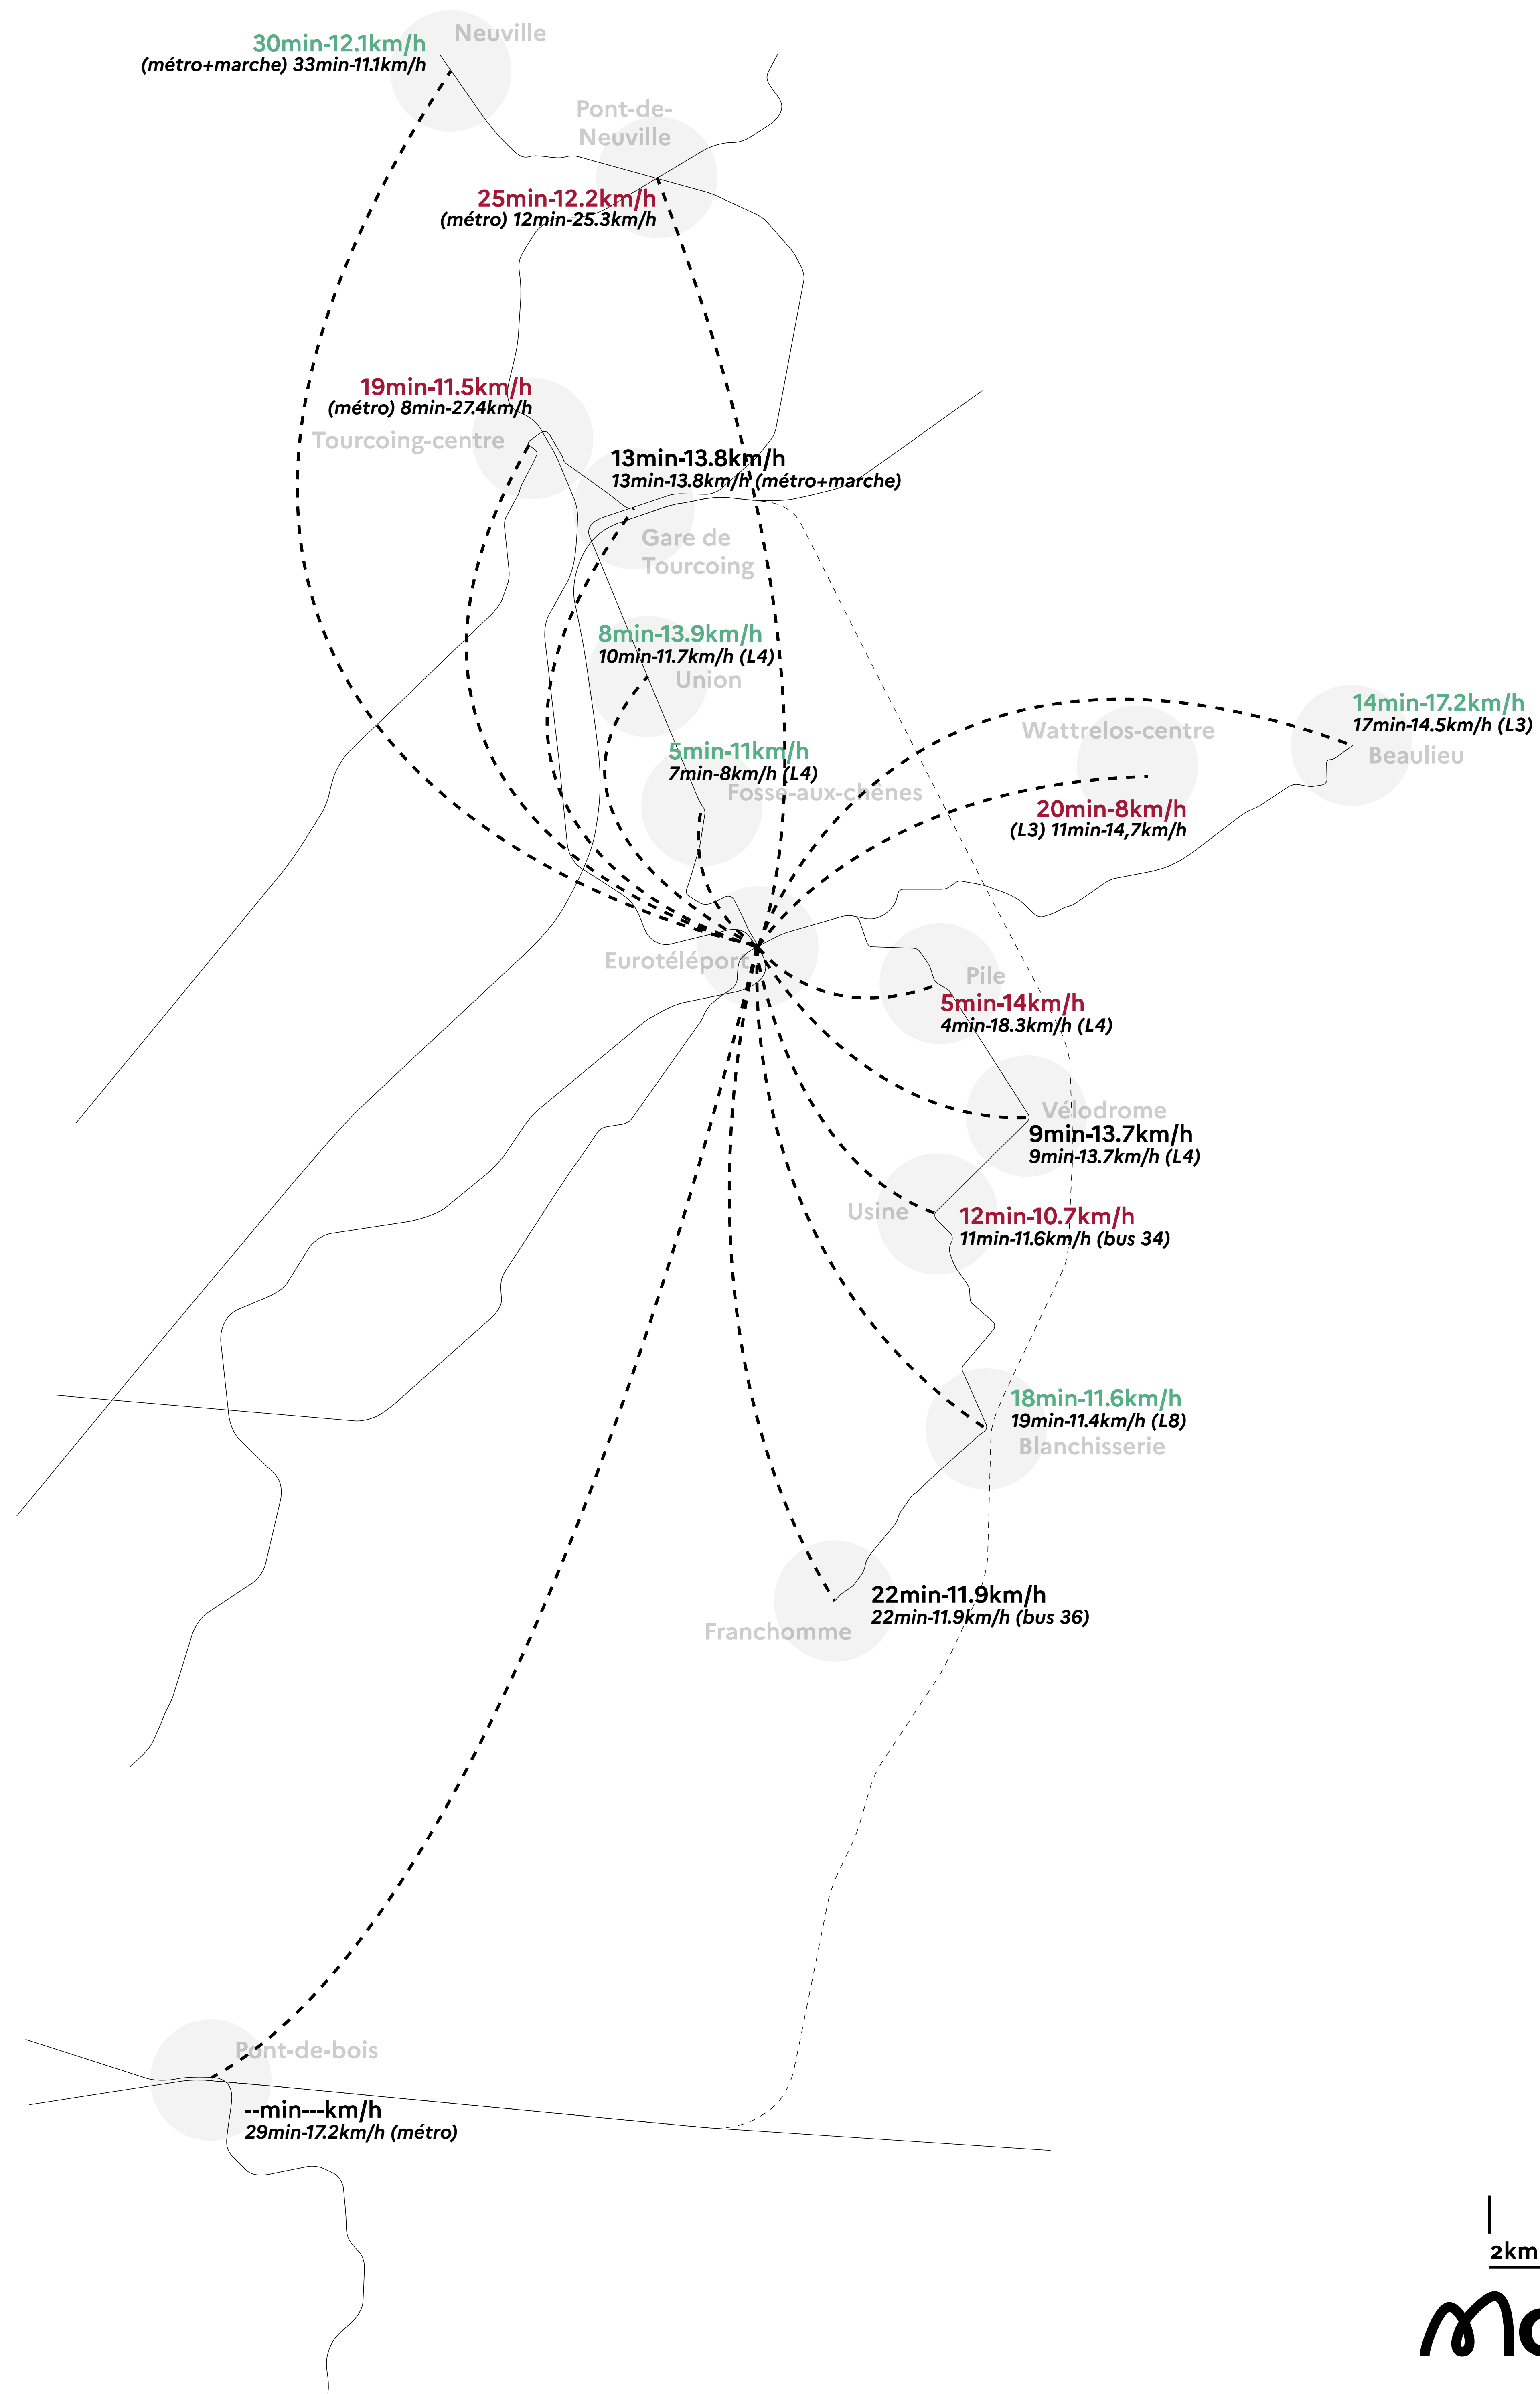 Neuville
30min-12.1km/h
(métro+marche) 33min-11.1km/h
Pont-de-
Neuville
25min-12.2km/h
(métro) 12min-25.3km/h
19min-11.5km/h
(métro) 8min-27.4km/h
Tourcoing-centre
13min-13.8km/h
13min-13.8km/h (métro+marche)
Gare de
Tourcoing
8min-13.9km/h
10min-11.7km/h (L4)
Union
14min-17.2km/h
17min-14.5km/h (L3)
Beaulieu
Wattrelos-centre
20min-8km/h
(L3) 11min-14,7km/h
5min-11km/h
7min-8km/h (L4)
Fosse-aux-chênes
Eurotéléport
Pile
5min-14km/h
4min-18.3km/h (L4)
Vélodrome
9min-13.7km/h
9min-13.7km/h (L4)
Usine
12min-10.7km/h
11min-11.6km/h (bus 34)
18min-11.6km/h
19min-11.4km/h (L8)
Blanchisserie
22min-11.9km/h
22min-11.9km/h (bus 36)
Franchomme
Pont-de-bois
--min---km/h
29min-17.2km/h (métro)
2km